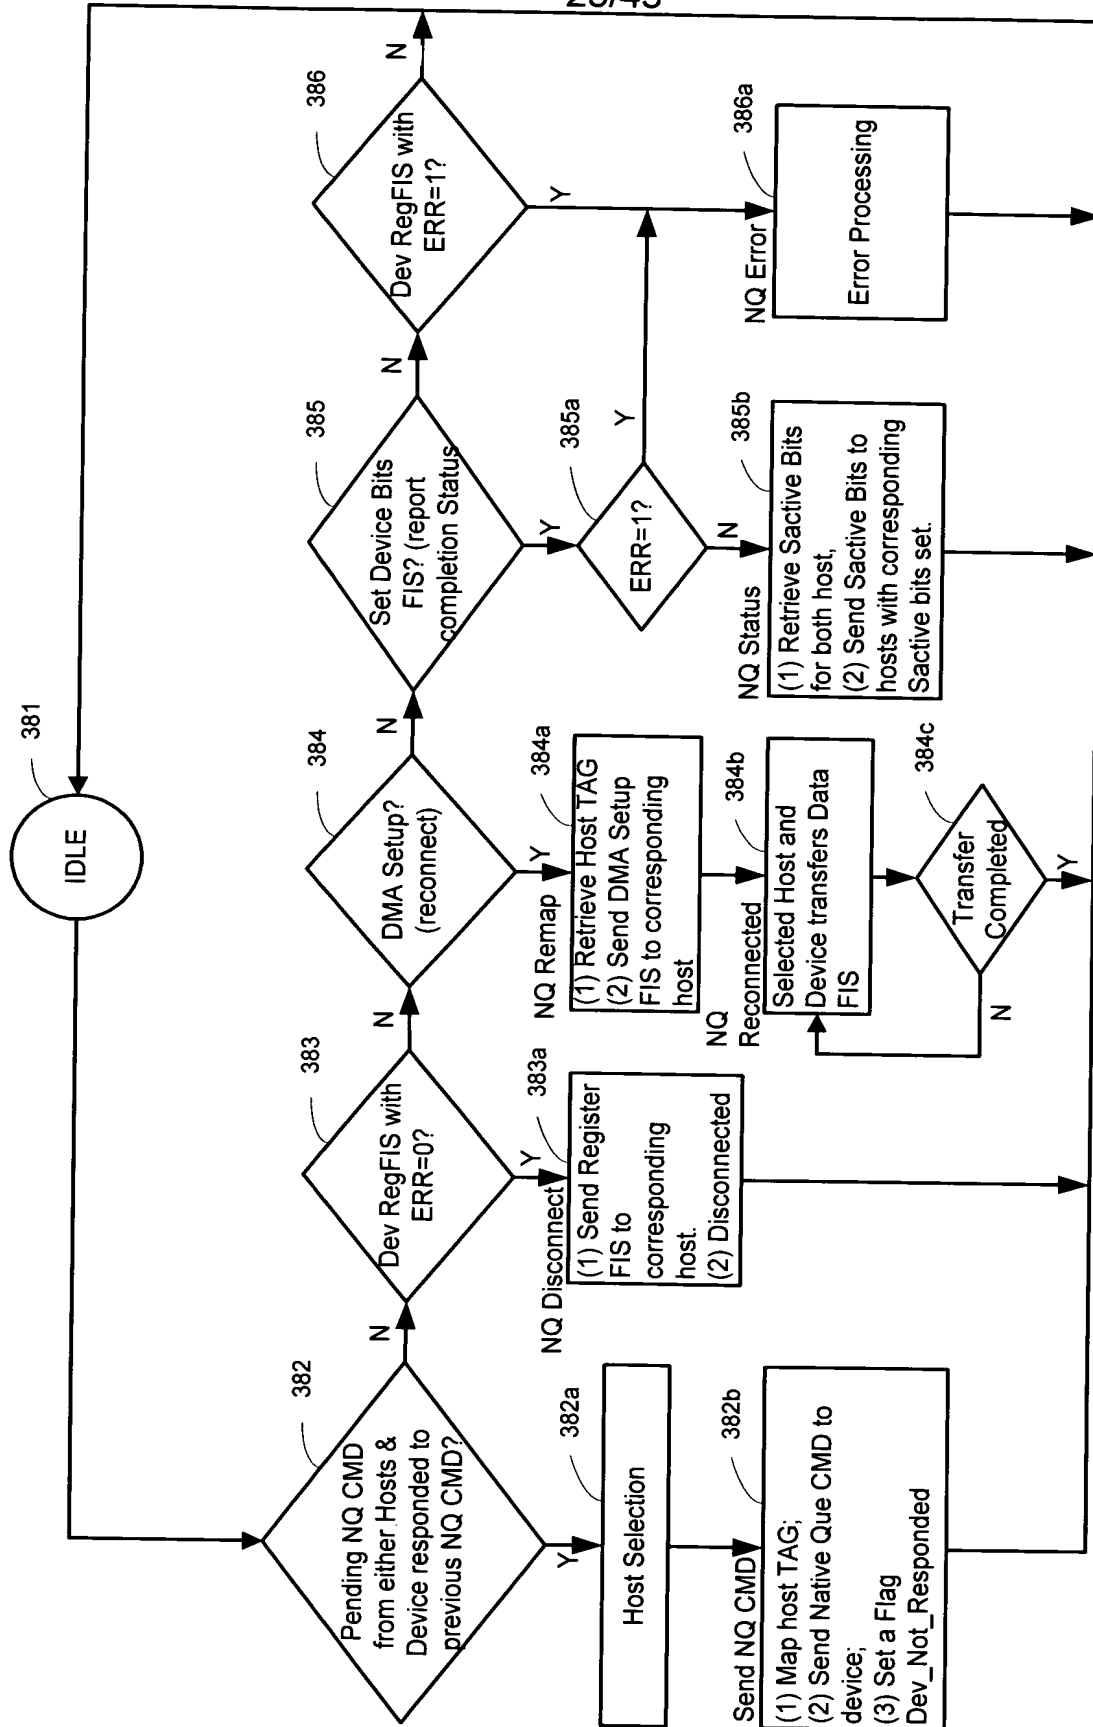 381
IDLE
382
Pending NQ CMD
from either Hosts &
Device responded to
previous NQ CMD?
N
Y
382a
Host Selection
382b
Send NQ CMD
(1) Map host TAG;
(2) Send Native Que CMD to
device;
(3) Set a Flag
Dev_Not_Responded
383
Dev RegFIS with
ERR=0?
N
Y
383a
NQ Disconnect
(1) Send Register
FIS to
corresponding
host.
(2) Disconnected
384
DMA Setup?
(reconnect)
N
Y
384a
NQ Remap
(1) Retrieve Host TAG
(2) Send DMA Setup
FIS to corresponding
host
384b
NQ
Reconnected
Selected Host and
Device transfers Data
FIS
384c
Transfer
Completed
N
Y
385
Set Device Bits
FIS? (report
completion Status
N
Y
385a
ERR=1?
Y
N
385b
NQ Status
(1) Retrieve Sactive Bits
for both host,
(2) Send Sactive Bits to
hosts with corresponding
Sactive bits set.
386
Dev RegFIS with
ERR=1?
N
Y
386a
NQ Error
Error Processing